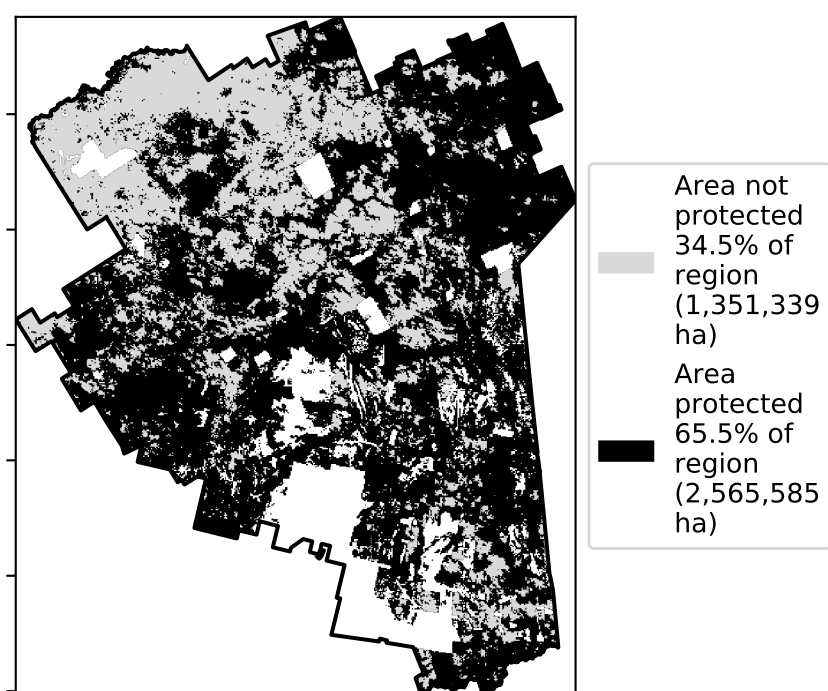 Area not
protected
34.5% of
region
(1,351,339
ha)
Area
protected
65.5% of
region
(2,565,585
ha)